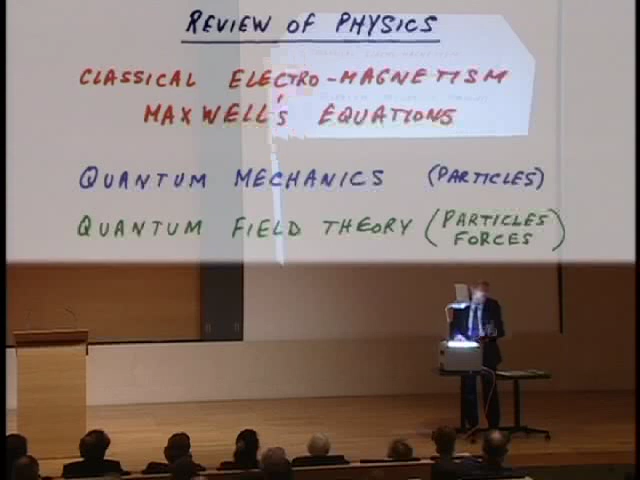 REVIEW OF PHYSICS
CLASSICAL ELECTRO-MAGNETISM
MAXWELL'S EQUATIONS
QUANTUM MECHANICS (PARTICLES)
QUANTUM FIELD THEORY (PARTICLES
FORCES)